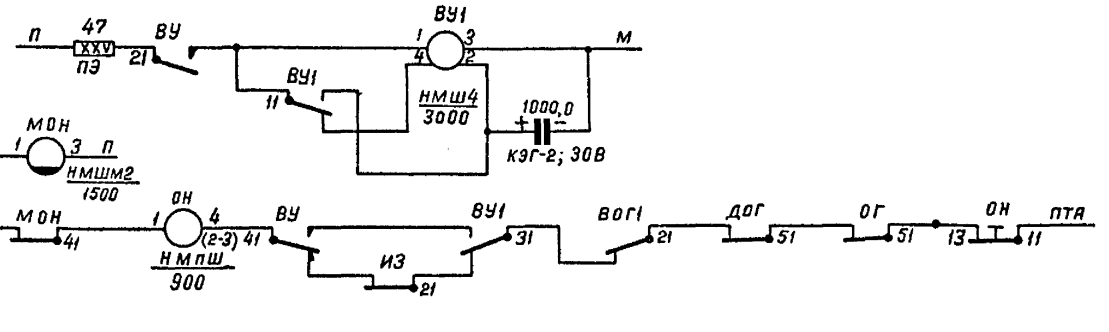 П
47
XXV
ПЭ
ВУ
21
ВУ1
1
4
3
2
М
НМШ4
3000
ВУ1
11
1000,0
+
-
КЭГ-2; 30В
МОН
1
3
П
НМШМ2
1500
МОН
41
ОН
1
4
(2-3)
НМПШ
900
ВУ
41
ИЗ
21
ВУ1
31
ВОГ1
21
ДОГ
51
ОГ
51
ОН
13
11
ПТА